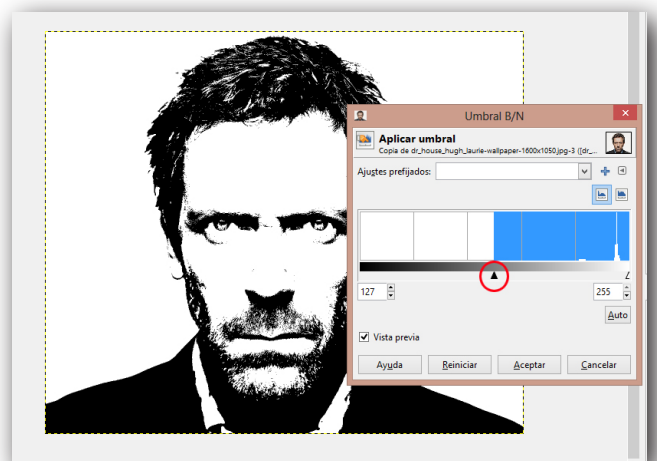 Umbral B/N
Aplicar umbral
Copia de dr_house_hugh_laurie-wallpaper-1600x1050.jpg-3 ([dr_...
Ajustes prefijados:
127
255
Auto
Vista previa
Ayuda
Reiniciar
Aceptar
Cancelar